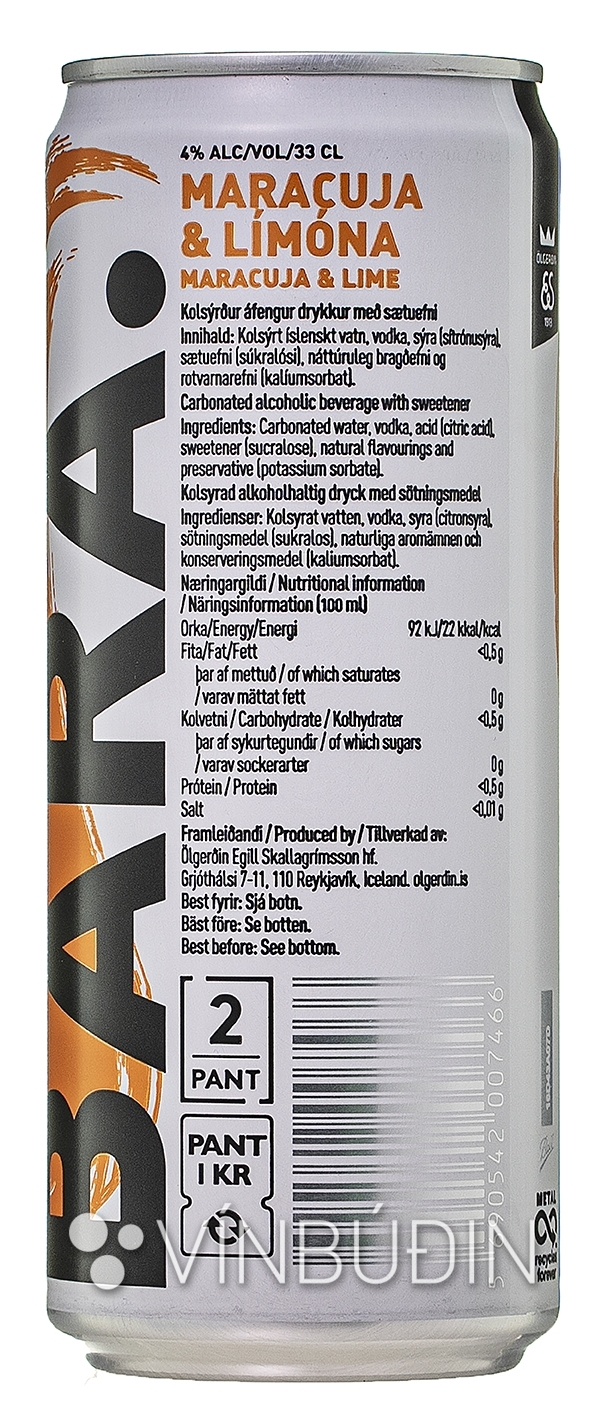 4% ALC/VOL/33 CL
MARACUJA
& LÍMÓNA
MARACUJA & LIME
Kolsýrður áfengur drykkur með sætuefni
Innihald: Kolsýrt íslenskt vatn, vodka, sýra (sítrónusýra),
sætuefni (súkralósi), náttúruleg bragðefni og
rotvarnarefni (kalíumsorbat).
Carbonated alcoholic beverage with sweetener
Ingredients: Carbonated water, vodka, acid (citric acid),
sweetener (sucralose), natural flavourings and
preservative (potassium sorbate).
Kolsyrad alkoholhaltig dryck med sötningsmedel
Ingredienser: Kolsyrat vatten, vodka, syra (citronsyra),
sötningsmedel (sukralos), naturliga aromämnen och
konserveringsmedel (kaliumsorbat).
Næringargildi / Nutritional information
/ Näringsinformation (100 ml)
Orka/Energy/Energi 92 kJ/22 kkal/kcal
Fita/Fat/Fett <0,5 g
þar af mettuð / of which saturates
/ varav mättat fett 0 g
Kolvetni / Carbohydrate / Kolhydrater <0,5 g
þar af sykurtegundir / of which sugars
/ varav sockerarter 0 g
Prótein / Protein <0,5 g
Salt <0,01 g
Framleiðandi / Produced by / Tillverkad av:
Ölgerðin Egill Skallagrímsson hf.
Grjóthálsi 7-11, 110 Reykjavík, Iceland. olgerdin.is
Best fyrir: Sjá botn.
Bäst före: Se botten.
Best before: See bottom.
2
PANT
PANT
1 KR
BARA.
ÖLGERÐIN
1913
5 690542 007466
METAL
recycled
forever
VÍNBÚÐIN